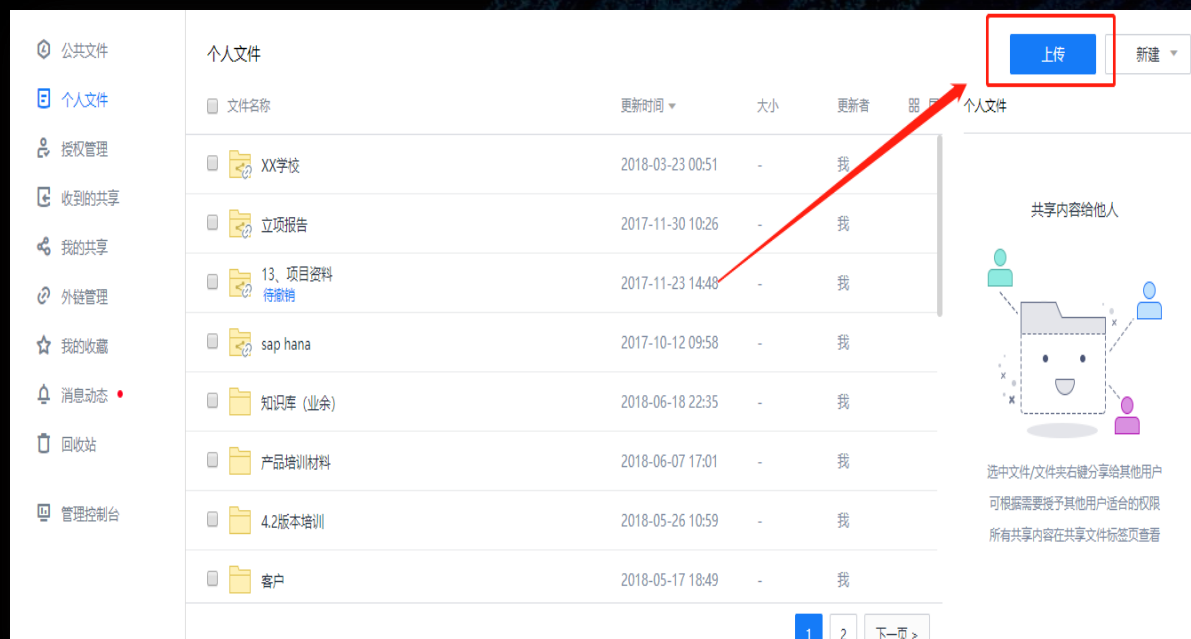 公共文件
个人文件
授权管理
收到的共享
我的共享
外链管理
我的收藏
消息动态
回收站
管理控制台
个人文件
上传
新建
文件名称 更新时间 大小 更新者
XX学校 2018-03-23 00:51 - 我
立项报告 2017-11-30 10:26 - 我
13、项目资料 2017-11-23 14:48 - 我
待撤销
sap hana 2017-10-12 09:58 - 我
知识库（业余） 2018-06-18 22:35 - 我
产品培训材料 2018-06-07 17:01 - 我
4.2版本培训 2018-05-26 10:59 - 我
客户 2018-05-17 18:49 - 我
1 2 下一页 >
个人文件
共享内容给他人
选中文件/文件夹右键分享给其他用户
可根据需要授予其他用户适合的权限
所有共享内容在共享文件标签页查看